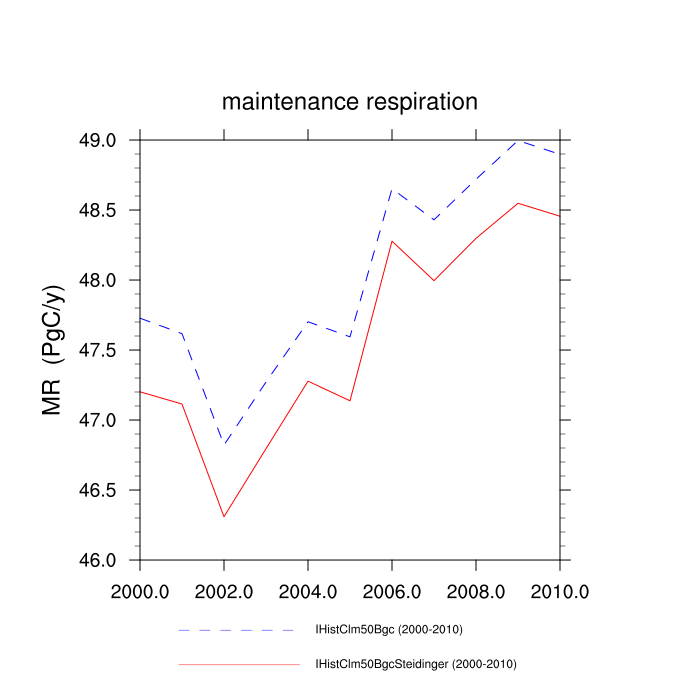 maintenance respiration
49.0
48.5
48.0
47.5
47.0
46.5
46.0
MR (PgC/y)
2000.0 2002.0 2004.0 2006.0 2008.0 2010.0
IHistClm50Bgc (2000-2010)
IHistClm50BgcSteidinger (2000-2010)